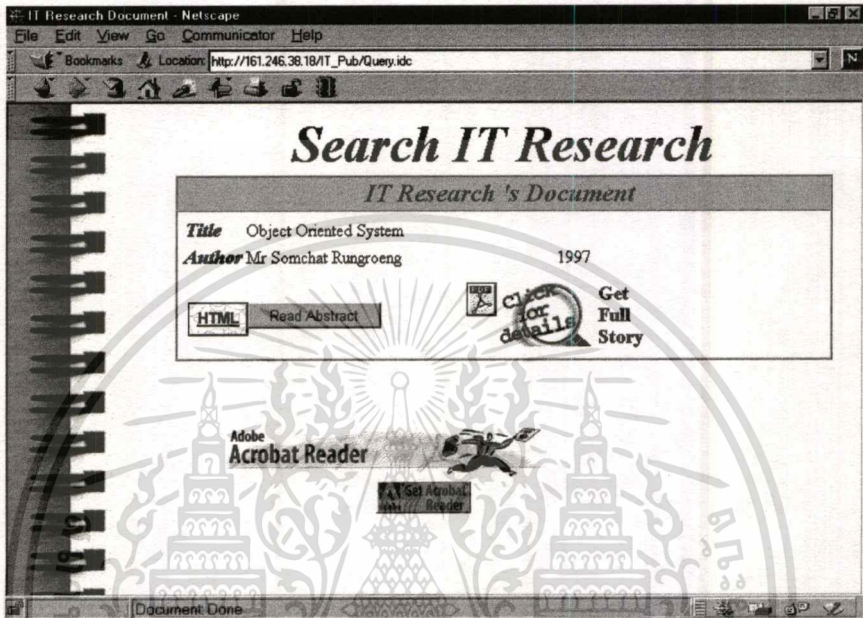 IT Research Document - Netscape
File Edit View Go Communicator Help
Bookmarks Location: http://161.246.38.18/IT_Pub/Query.idc
N
Search IT Research
IT Research 's Document
Title Object Oriented System
Author Mr Somchat Rungroeng 1997
HTML Read Abstract
PDF
Click for details
Get Full Story
Adobe
Acrobat Reader
Get Acrobat Reader
Document: Done